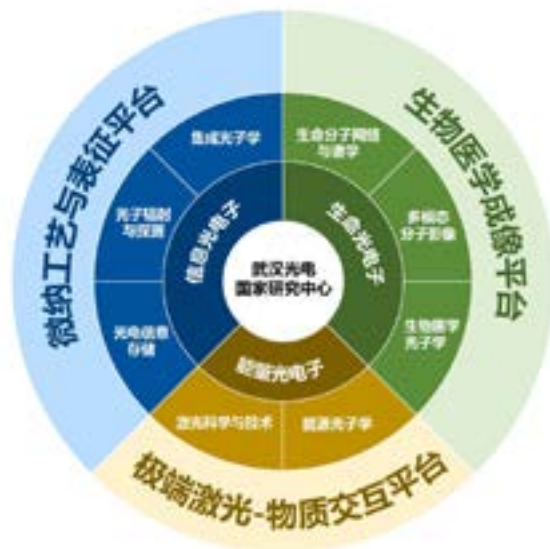 武汉光电
国家研究中心
信息光电子
生命光电子
能量光电子
集成光子学
光子辐射
与探测
光电信息
存储
生命分子网络
与谱学
多模态
分子影像
生物医学
光子学
激光科学与技术
能源光子学
微纳工艺与表征平台
生物医学成像平台
极端激光-物质交互平台